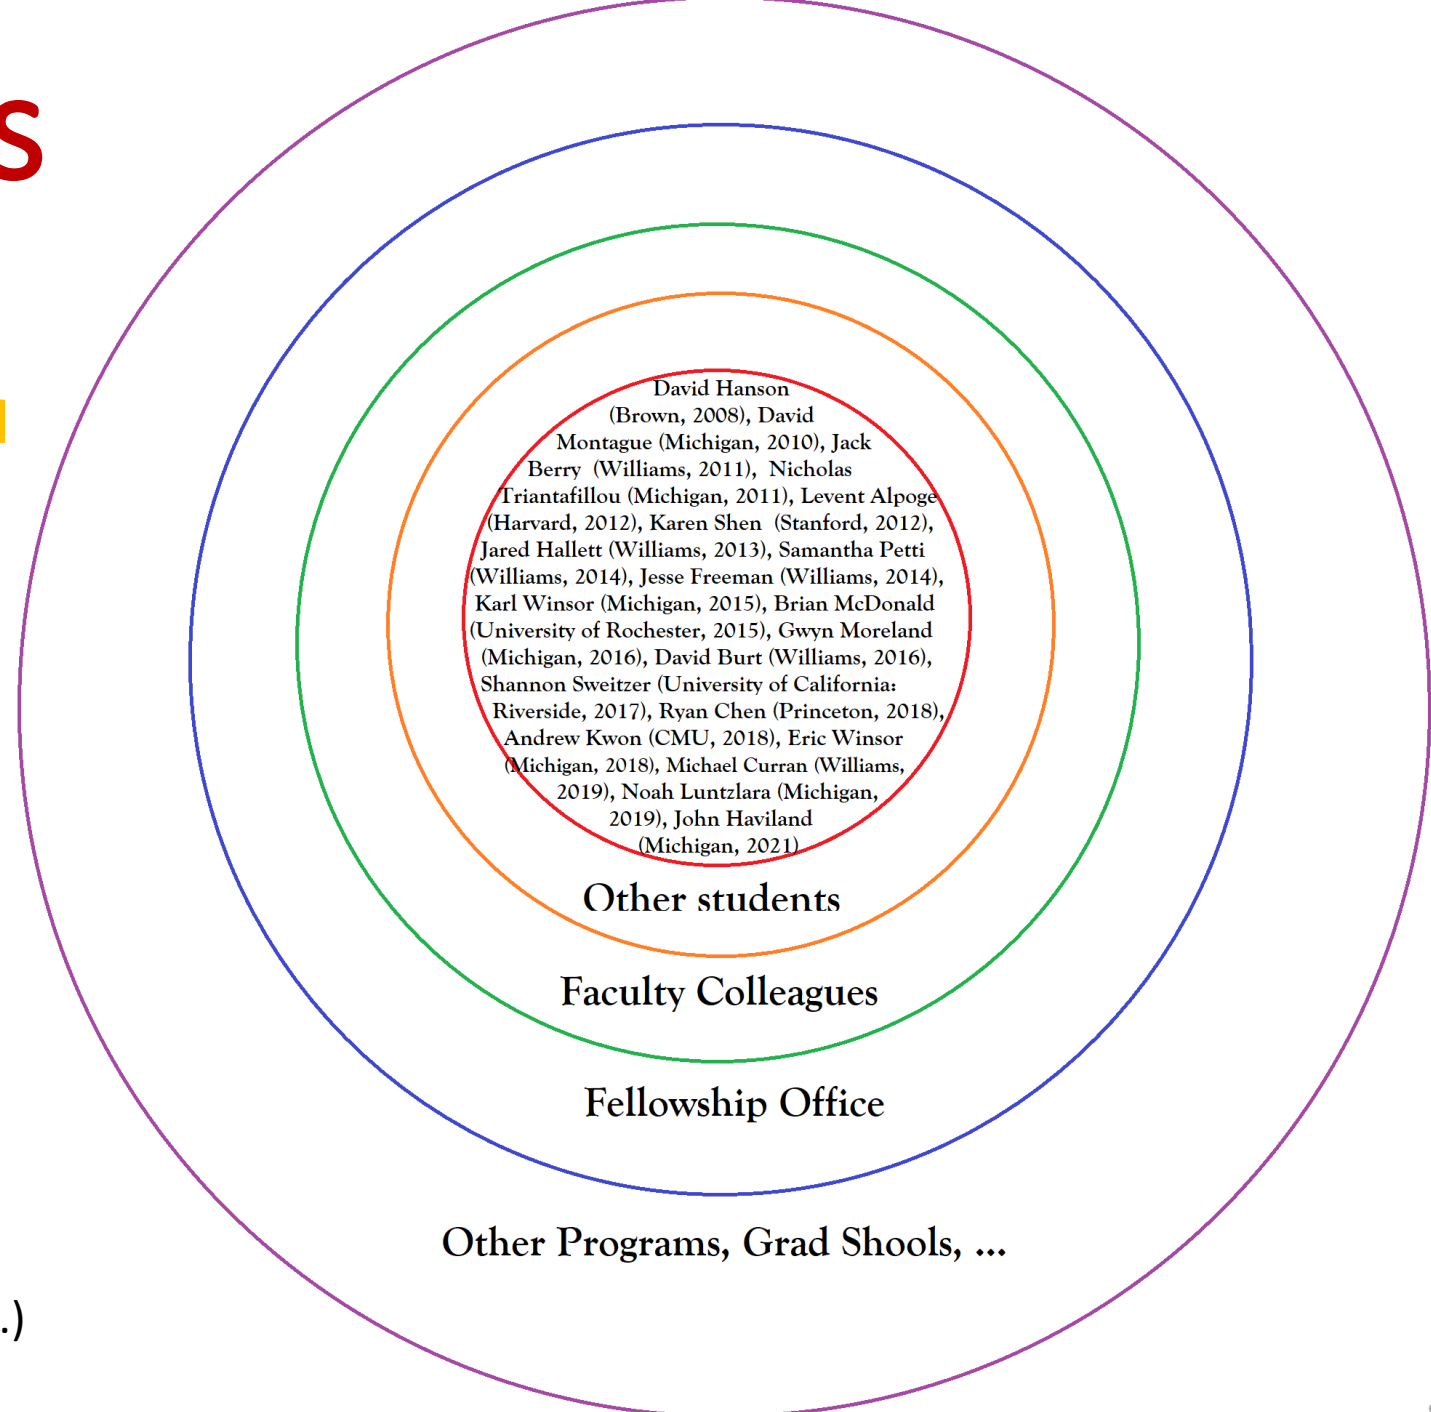 s
David Hanson
(Brown, 2008), David
Montague (Michigan, 2010), Jack
Berry (Williams, 2011), Nicholas
Triantafillou (Michigan, 2011), Levent Alpoge
(Harvard, 2012), Karen Shen (Stanford, 2012),
Jared Hallett (Williams, 2013), Samantha Petti
(Williams, 2014), Jesse Freeman (Williams, 2014),
Karl Winsor (Michigan, 2015), Brian McDonald
(University of Rochester, 2015), Gwyn Moreland
(Michigan, 2016), David Burt (Williams, 2016),
Shannon Sweitzer (University of California:
Riverside, 2017), Ryan Chen (Princeton, 2018),
Andrew Kwon (CMU, 2018), Eric Winsor
(Michigan, 2018), Michael Curran (Williams,
2019), Noah Luntzlara (Michigan,
2019), John Haviland
(Michigan, 2021)
Other students
Faculty Colleagues
Fellowship Office
Other Programs, Grad Shools, ...
.)